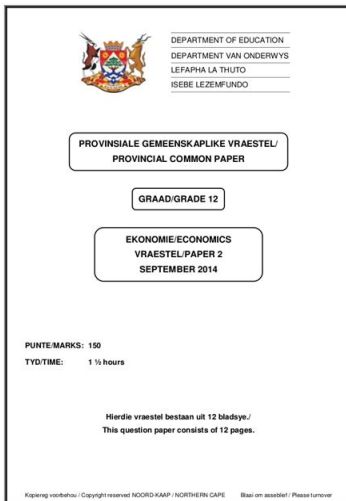 DEPARTMENT OF EDUCATION
DEPARTMENT VAN ONDERWYS
LEFAPHA LA THUTO
ISEBE LEZEMFUNDO
PROVINSIALE GEMEENSKAPLIKE VRAESTEL/
PROVINCIAL COMMON PAPER
GRAAD/GRADE 12
EKONOMIE/ECONOMICS
VRAESTEL/PAPER 2
SEPTEMBER 2014
PUNTE/MARKS: 150
TYD/TIME: 1 ½ hours
Hierdie vraestel bestaan uit 12 bladsye./
This question paper consists of 12 pages.
Kopiereg voorbehou / Copyright reserved NOORD-KAAP / NORTHERN CAPE Blaai om asseblief / Please turnover